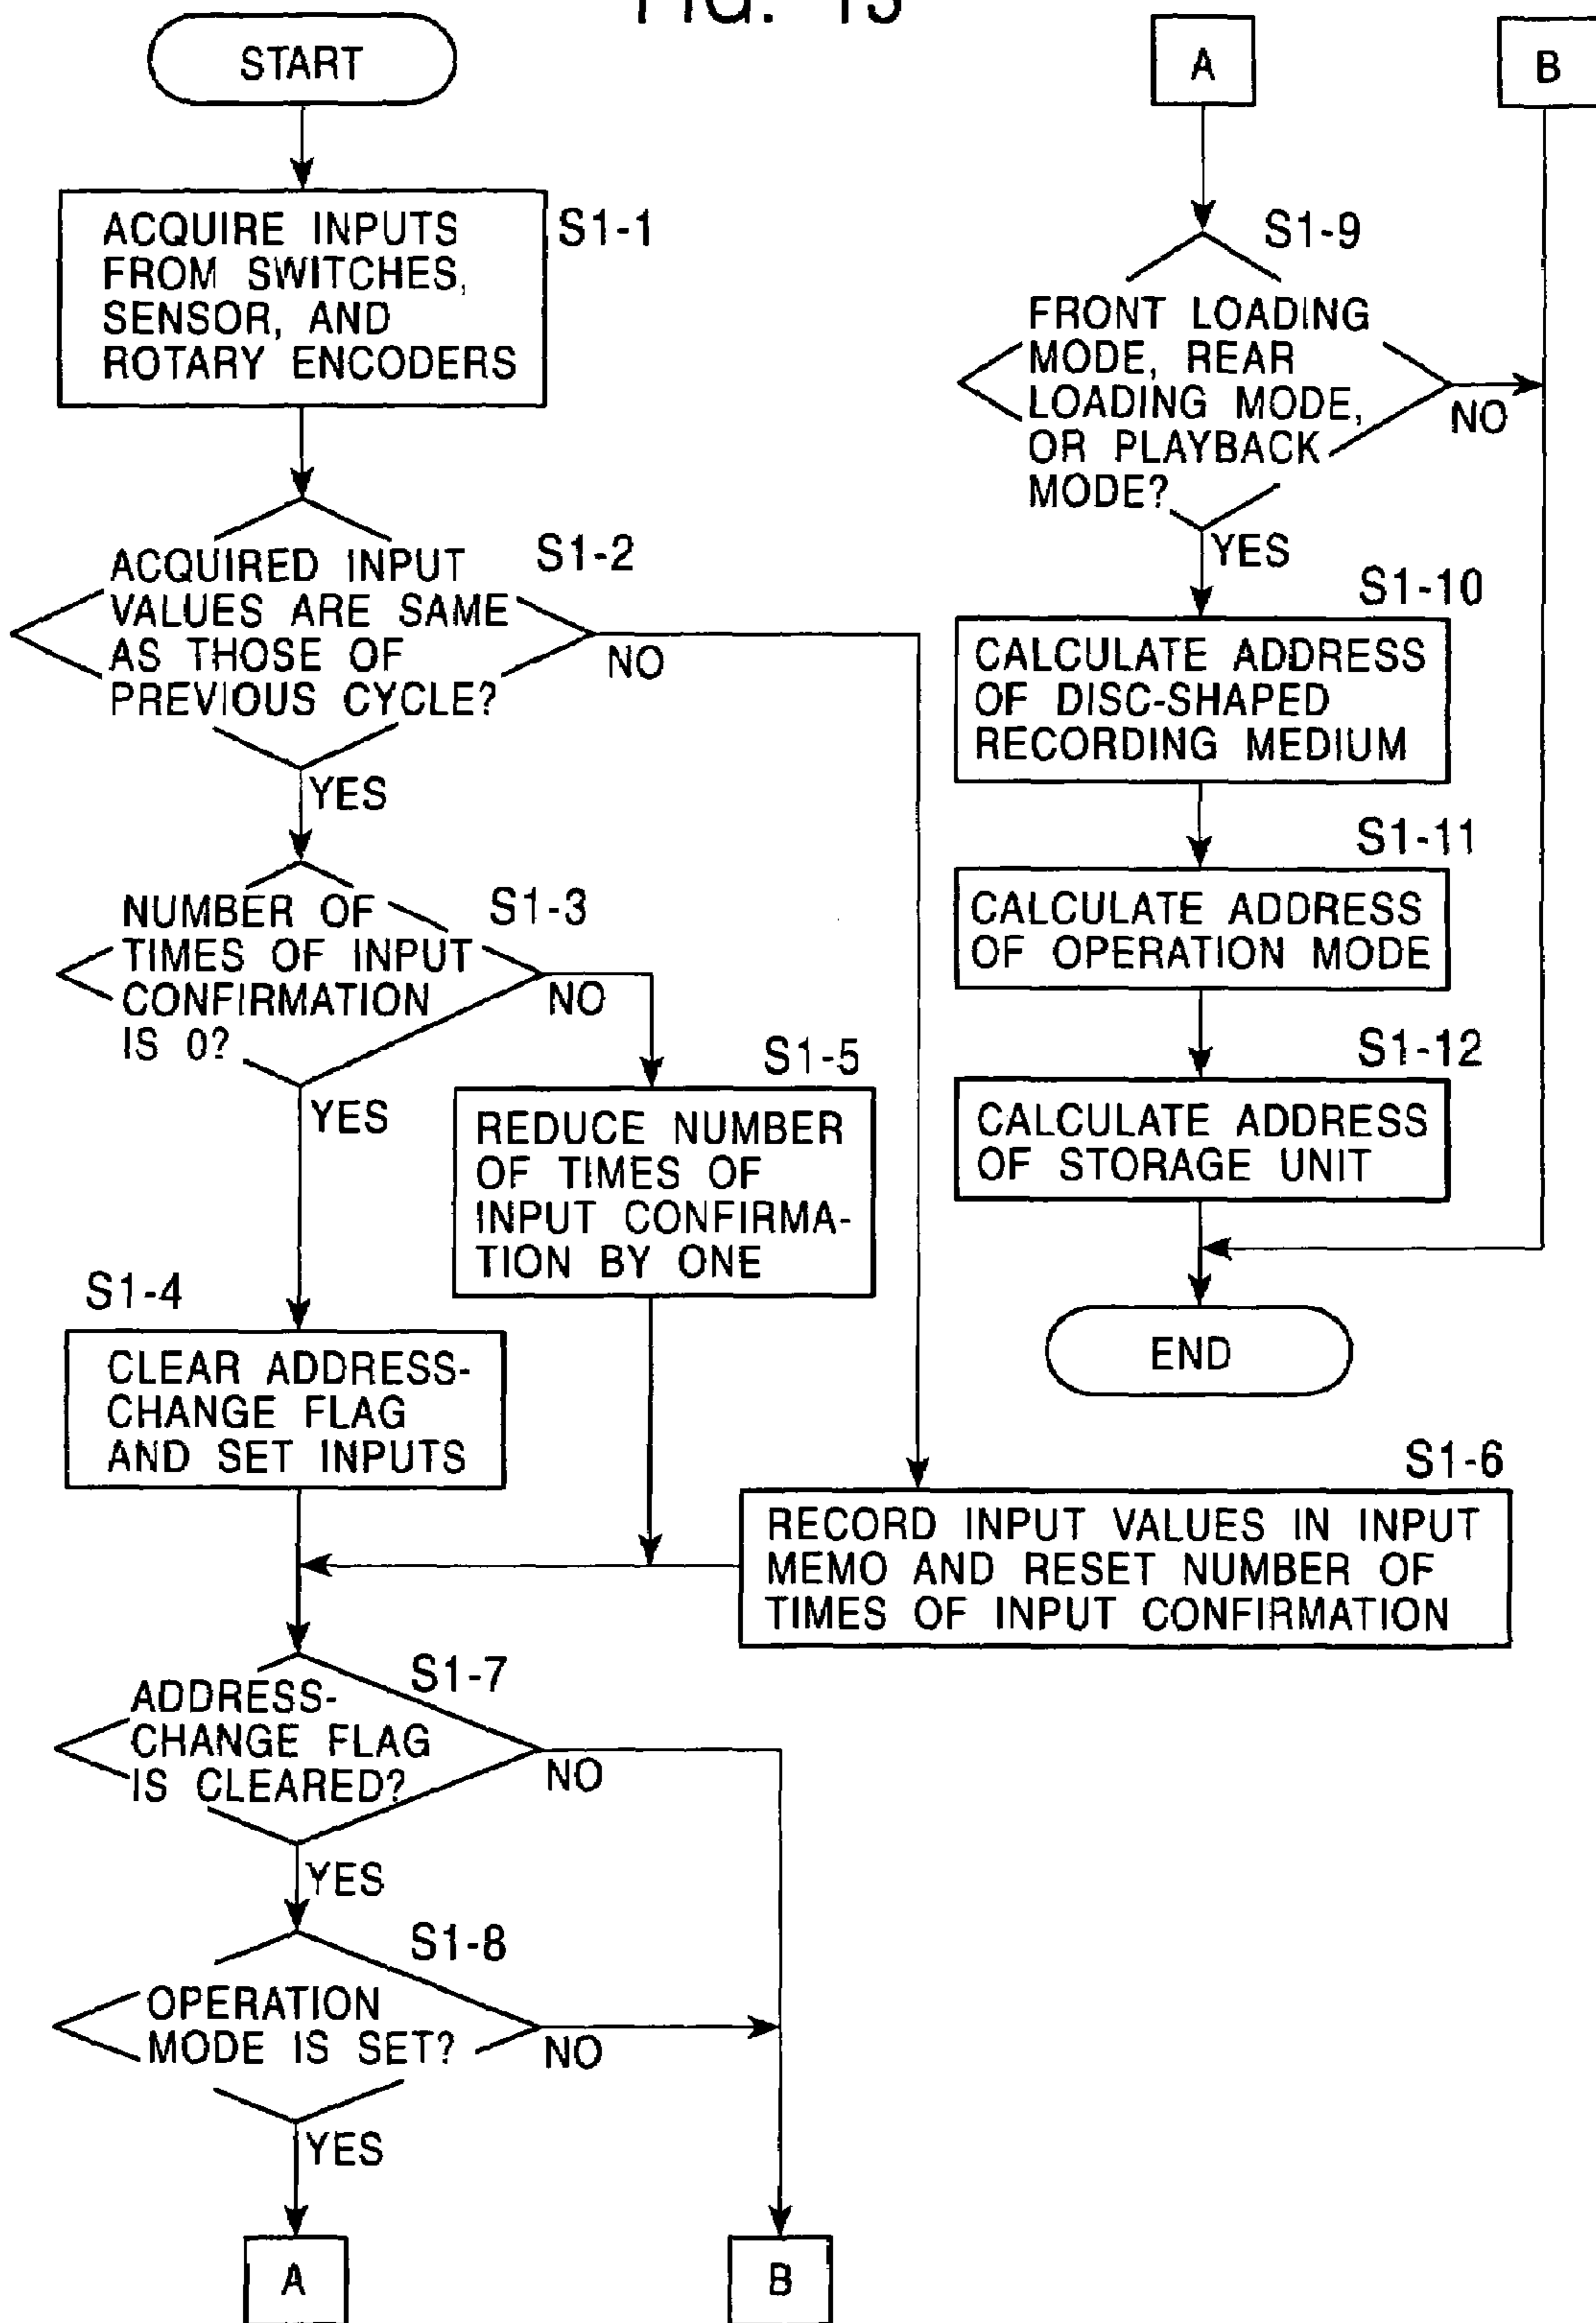 FIG. 13
START
ACQUIRE INPUTS
FROM SWITCHES,
SENSOR, AND
ROTARY ENCODERS
S1-1
S1-2
ACQUIRED INPUT
VALUES ARE SAME
AS THOSE OF
PREVIOUS CYCLE?
NO
YES
S1-3
NUMBER OF
TIMES OF INPUT
CONFIRMATION
IS 0?
NO
YES
S1-5
REDUCE NUMBER
OF TIMES OF
INPUT CONFIRMA-
TION BY ONE
S1-4
CLEAR ADDRESS-
CHANGE FLAG
AND SET INPUTS
S1-6
RECORD INPUT VALUES IN INPUT
MEMO AND RESET NUMBER OF
TIMES OF INPUT CONFIRMATION
S1-7
ADDRESS-
CHANGE FLAG
IS CLEARED?
NO
YES
S1-8
OPERATION
MODE IS SET?
NO
YES
A
B
A
B
S1-9
FRONT LOADING
MODE, REAR
LOADING MODE,
OR PLAYBACK
MODE?
NO
YES
S1-10
CALCULATE ADDRESS
OF DISC-SHAPED
RECORDING MEDIUM
S1-11
CALCULATE ADDRESS
OF OPERATION MODE
S1-12
CALCULATE ADDRESS
OF STORAGE UNIT
END